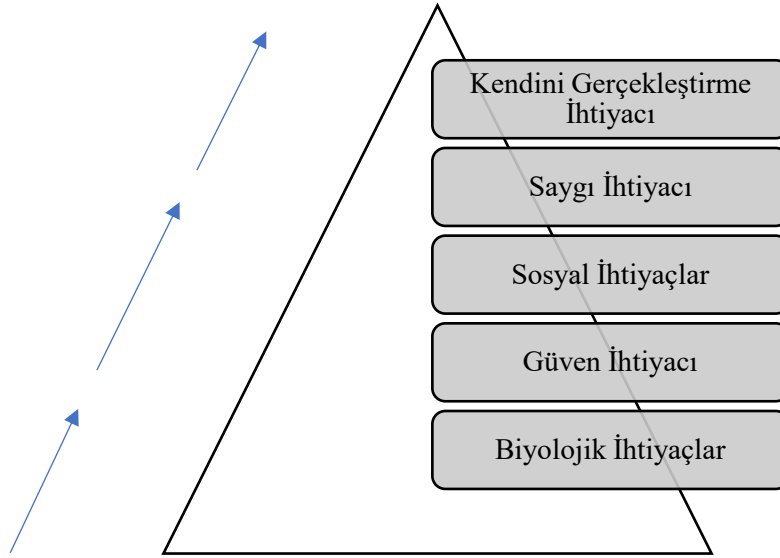 Kendini Gerçekleştirme
İhtiyacı
Saygı İhtiyacı
Sosyal İhtiyaçlar
Güven İhtiyacı
Biyolojik İhtiyaçlar